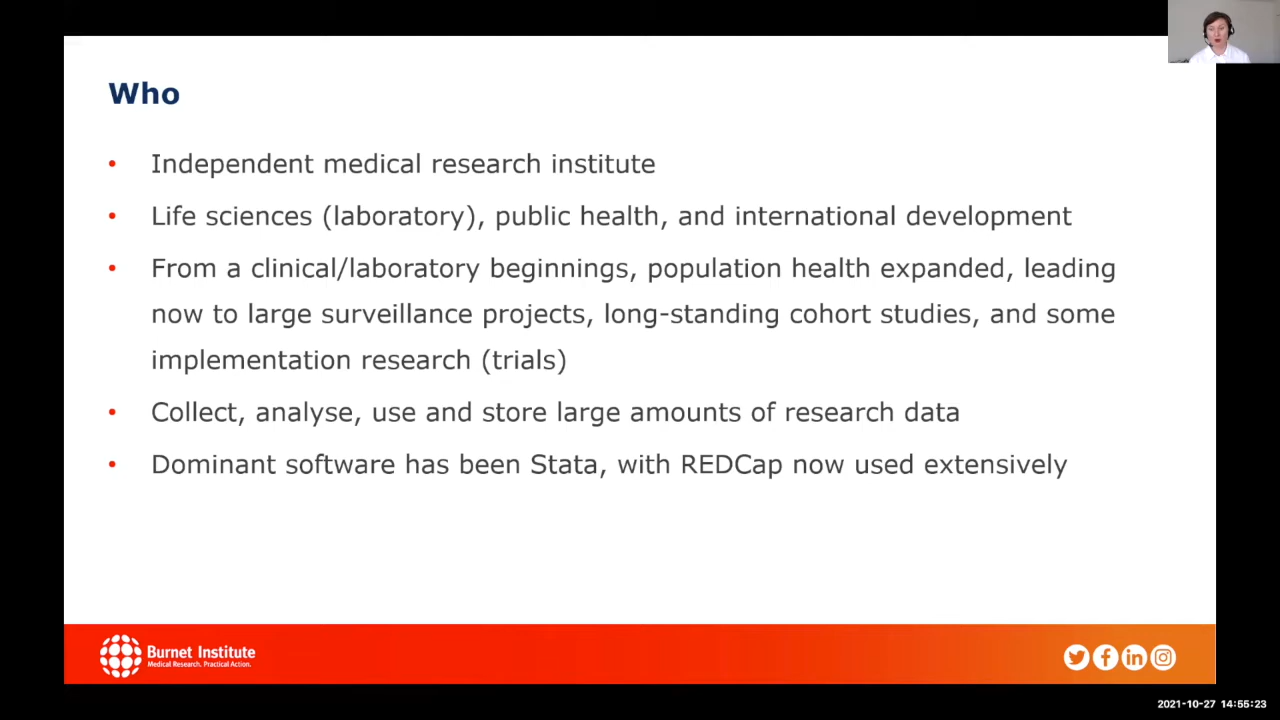 Who
• Independent medical research institute
• Life sciences (laboratory), public health, and international development
• From a clinical/laboratory beginnings, population health expanded, leading
now to large surveillance projects, long-standing cohort studies, and some
implementation research (trials)
• Collect, analyse, use and store large amounts of research data
• Dominant software has been Stata, with REDCap now used extensively
Burnet Institute
Medical Research. Practical Action.
2021-10-27 14:55:23